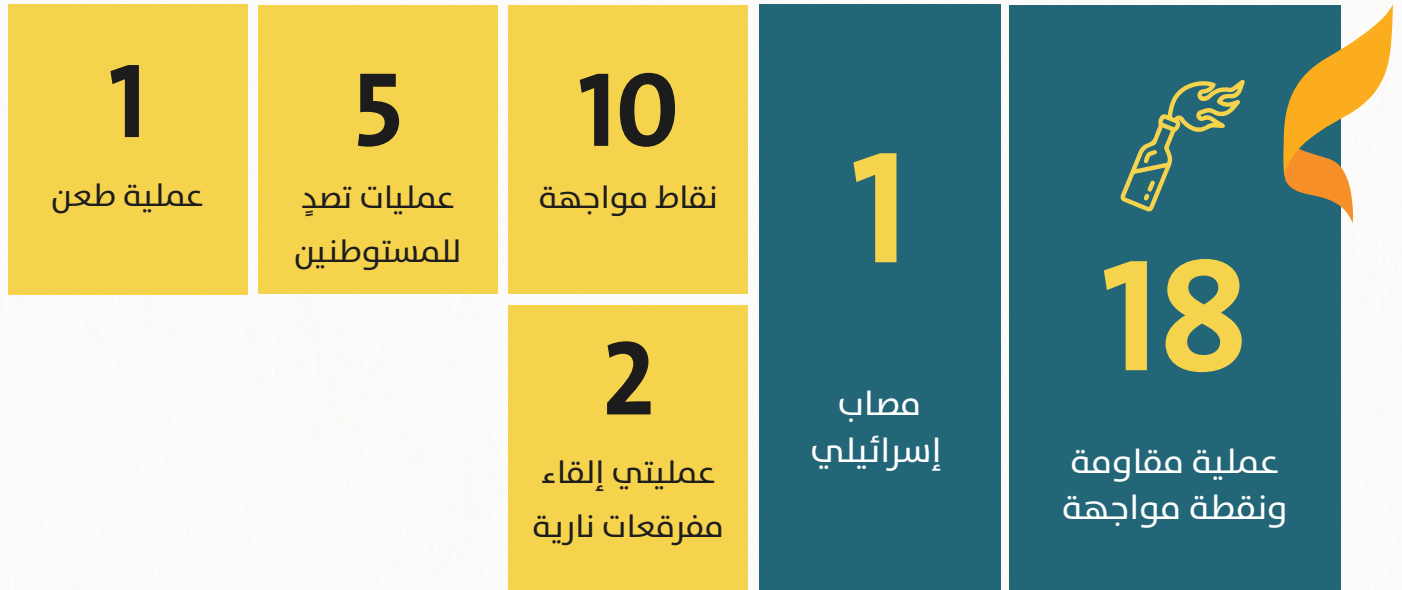 18
عملية مقاومة
ونقطة مواجهة
1
مصاب
إسرائيلي
10
نقاط مواجهة
5
عمليات تصدٍ
للمستوطنين
1
عملية طعن
2
عمليتي إلقاء
مفرقعات نارية